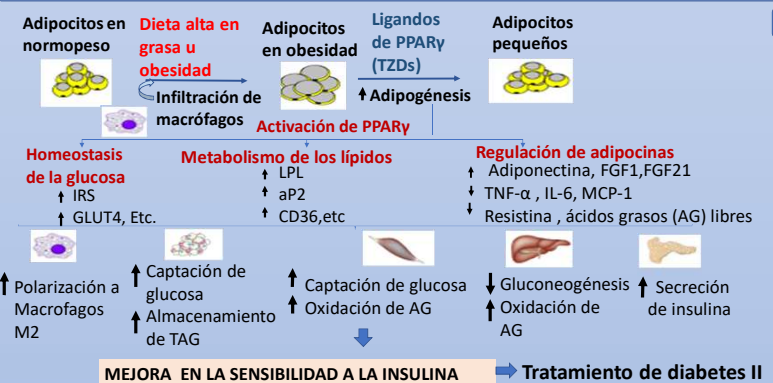 Adipocitos en
normopeso
Dieta alta en
grasa u
obesidad
Infiltración de
macrófagos
Adipocitos
en obesidad
Ligandos
de PPARγ
(TZDs)
Adipogénesis
Adipocitos
pequeños
Activación de PPARγ
Homeostasis
de la glucosa
IRS
GLUT4, Etc.
Metabolismo de los lípidos
LPL
aP2
CD36,etc
Regulación de adipocinas
Adiponectina, FGF1,FGF21
TNF-α , IL-6, MCP-1
Resistina , ácidos grasos (AG) libres
Polarización a
Macrofagos
M2
Captación de
glucosa
Almacenamiento
de TAG
Captación de glucosa
Oxidación de AG
Gluconeogénesis
Oxidación de
AG
Secreción
de insulina
MEJORA EN LA SENSIBILIDAD A LA INSULINA
Tratamiento de diabetes II